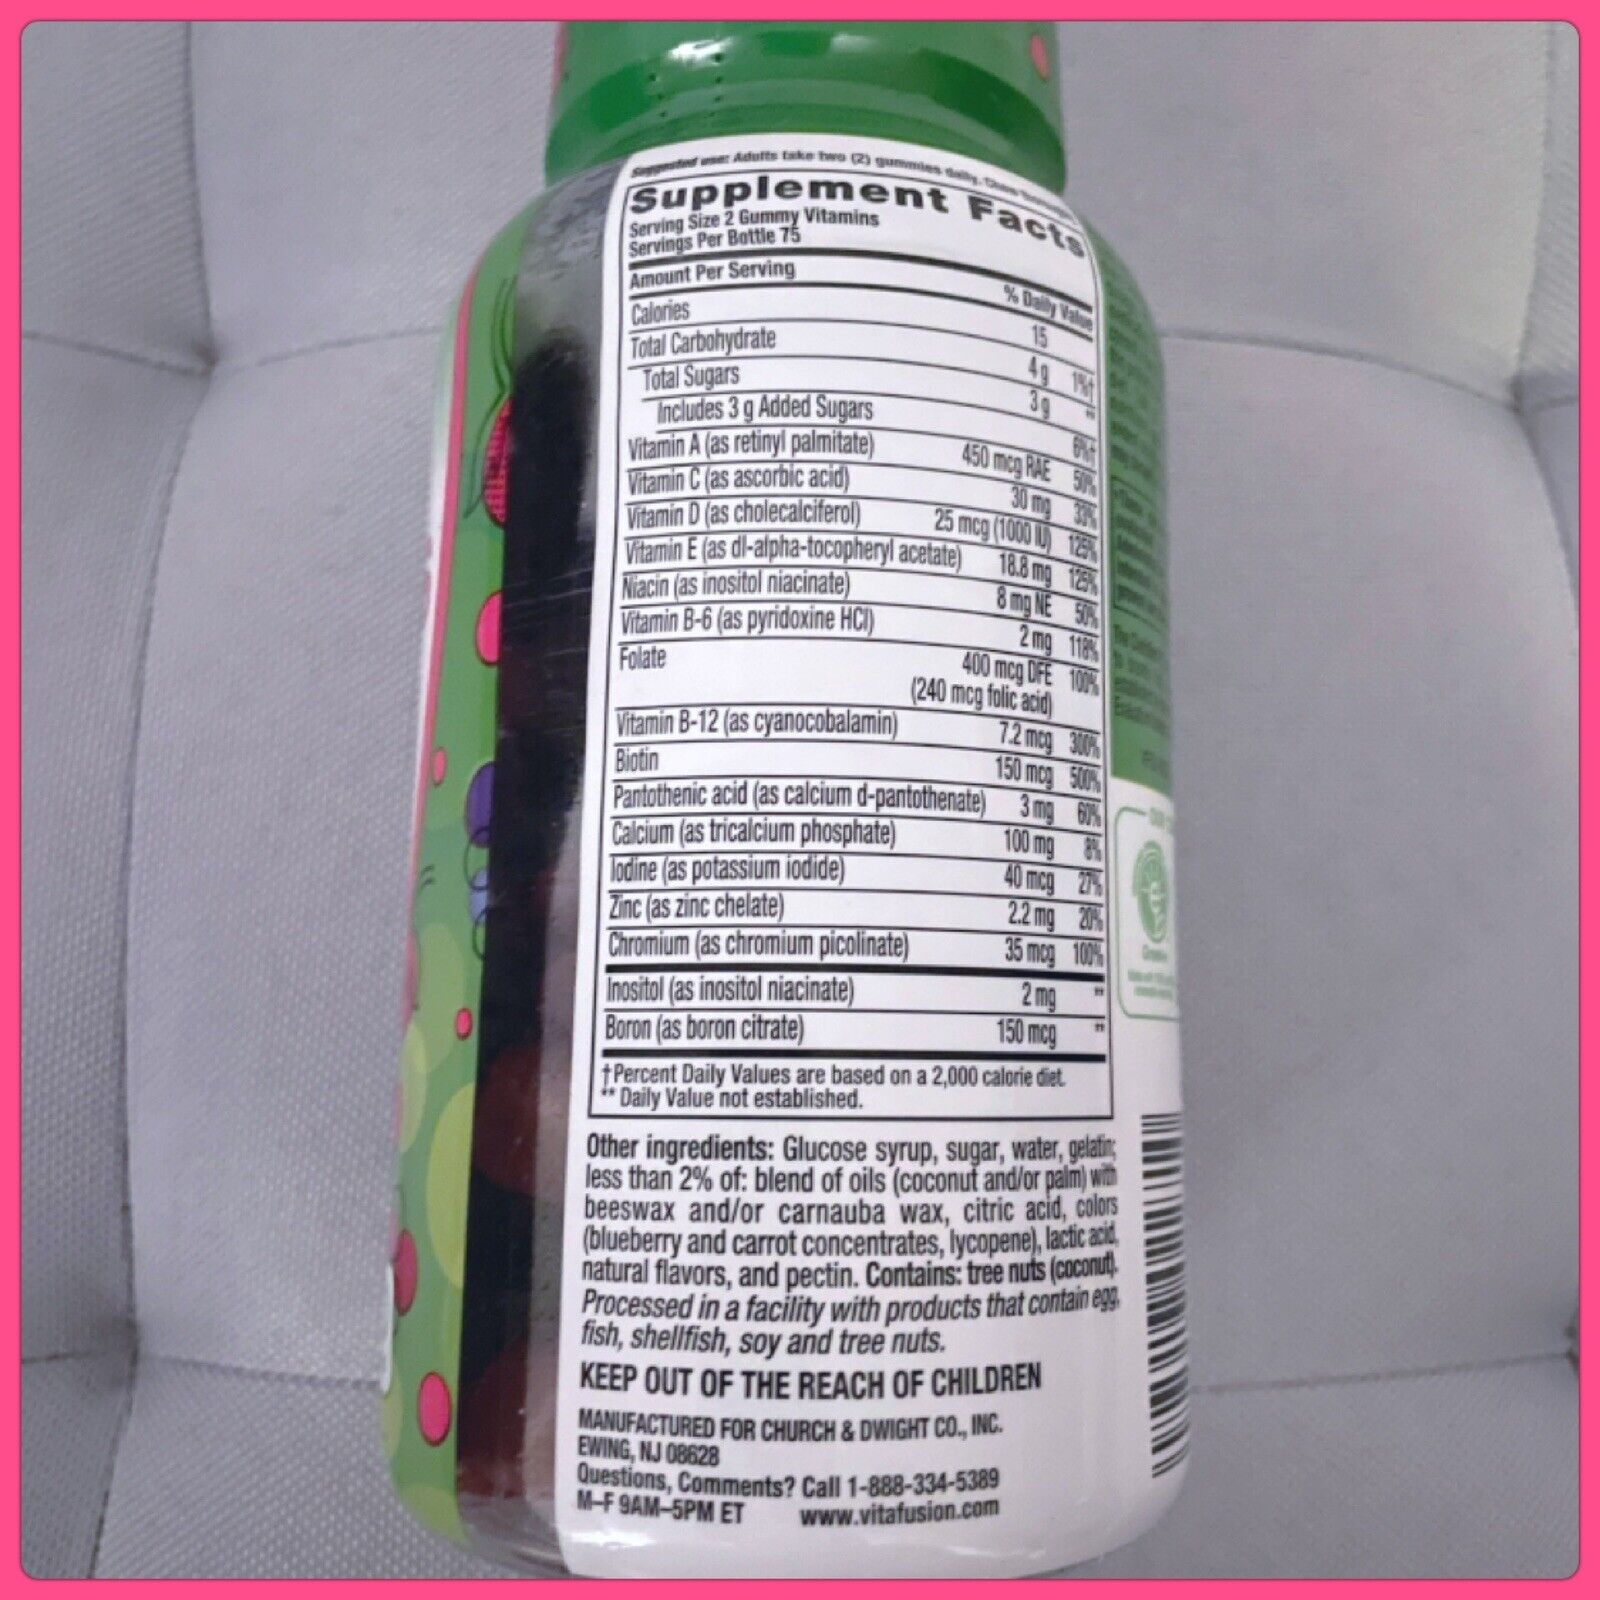 Suggested use: Adults take two (2) gummies daily.
Supplement Facts
Serving Size 2 Gummy Vitamins
Servings Per Bottle 75
Amount Per Serving
% Daily Value
Calories 15
Total Carbohydrate 4 g 1%†
Total Sugars 3 g **
Includes 3 g Added Sugars 6%†
Vitamin A (as retinyl palmitate) 450 mcg RAE 50%
Vitamin C (as ascorbic acid) 30 mg 33%
Vitamin D (as cholecalciferol) 25 mcg (1000 IU) 125%
Vitamin E (as dl-alpha-tocopheryl acetate) 18.8 mg 125%
Niacin (as inositol niacinate) 8 mg NE 50%
Vitamin B-6 (as pyridoxine HCl) 2 mg 118%
Folate 400 mcg DFE 100%
(240 mcg folic acid)
Vitamin B-12 (as cyanocobalamin) 7.2 mcg 300%
Biotin 150 mcg 500%
Pantothenic acid (as calcium d-pantothenate) 3 mg 60%
Calcium (as tricalcium phosphate) 100 mg 8%
Iodine (as potassium iodide) 40 mcg 27%
Zinc (as zinc chelate) 2.2 mg 20%
Chromium (as chromium picolinate) 35 mcg 100%
Inositol (as inositol niacinate) 2 mg **
Boron (as boron citrate) 150 mcg **
†Percent Daily Values are based on a 2,000 calorie diet.
** Daily Value not established.
Other ingredients: Glucose syrup, sugar, water, gelatin;
less than 2% of: blend of oils (coconut and/or palm) with
beeswax and/or carnauba wax, citric acid, colors
(blueberry and carrot concentrates, lycopene), lactic acid,
natural flavors, and pectin. Contains: tree nuts (coconut).
Processed in a facility with products that contain egg,
fish, shellfish, soy and tree nuts.
KEEP OUT OF THE REACH OF CHILDREN
MANUFACTURED FOR CHURCH & DWIGHT CO., INC.
EWING, NJ 08628
Questions, Comments? Call 1-888-334-5389
M–F 9AM–5PM ET www.vitafusion.com